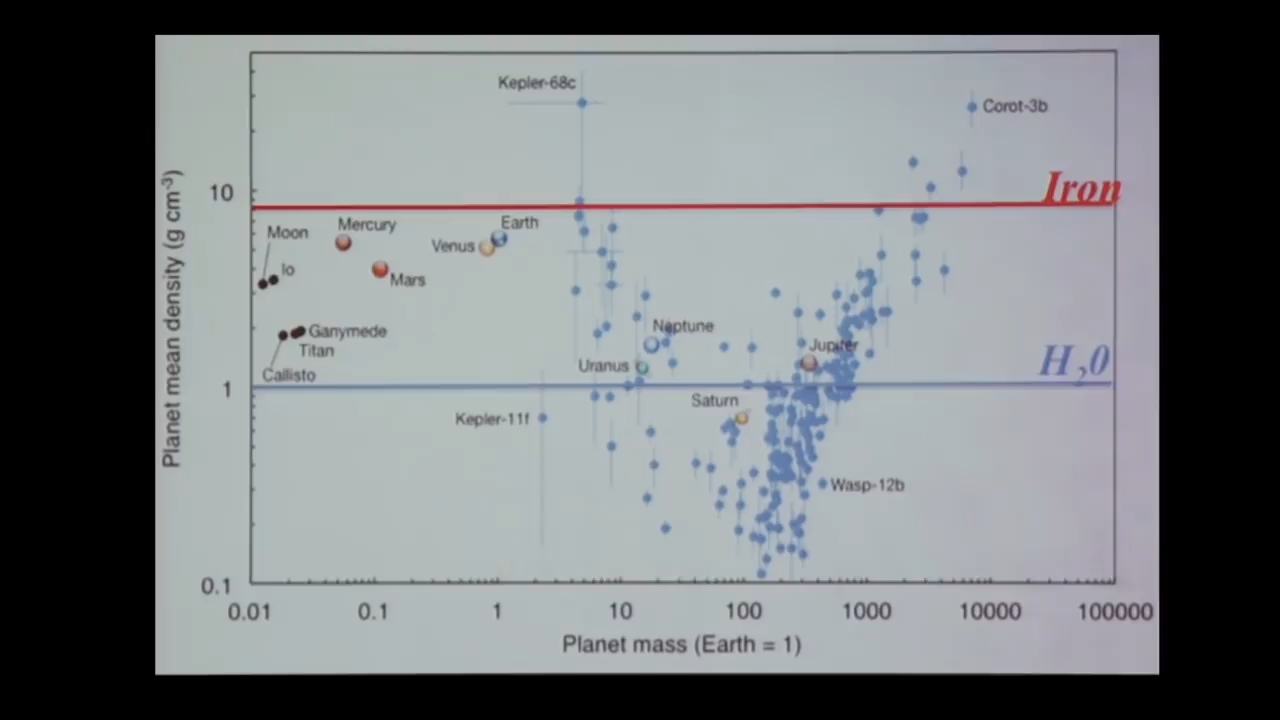 Kepler-68c
Corot-3b
10
Iron
Mercury
Earth
Moon
Venus
Io
Mars
Neptune
Ganymede
Titan
Jupiter
H₂0
Uranus
Callisto
1
Saturn
Kepler-11f
Wasp-12b
0.1
0.01
0.1
1
10
100
1000
10000
100000
Planet mass (Earth = 1)
Planet mean density (g cm⁻³)